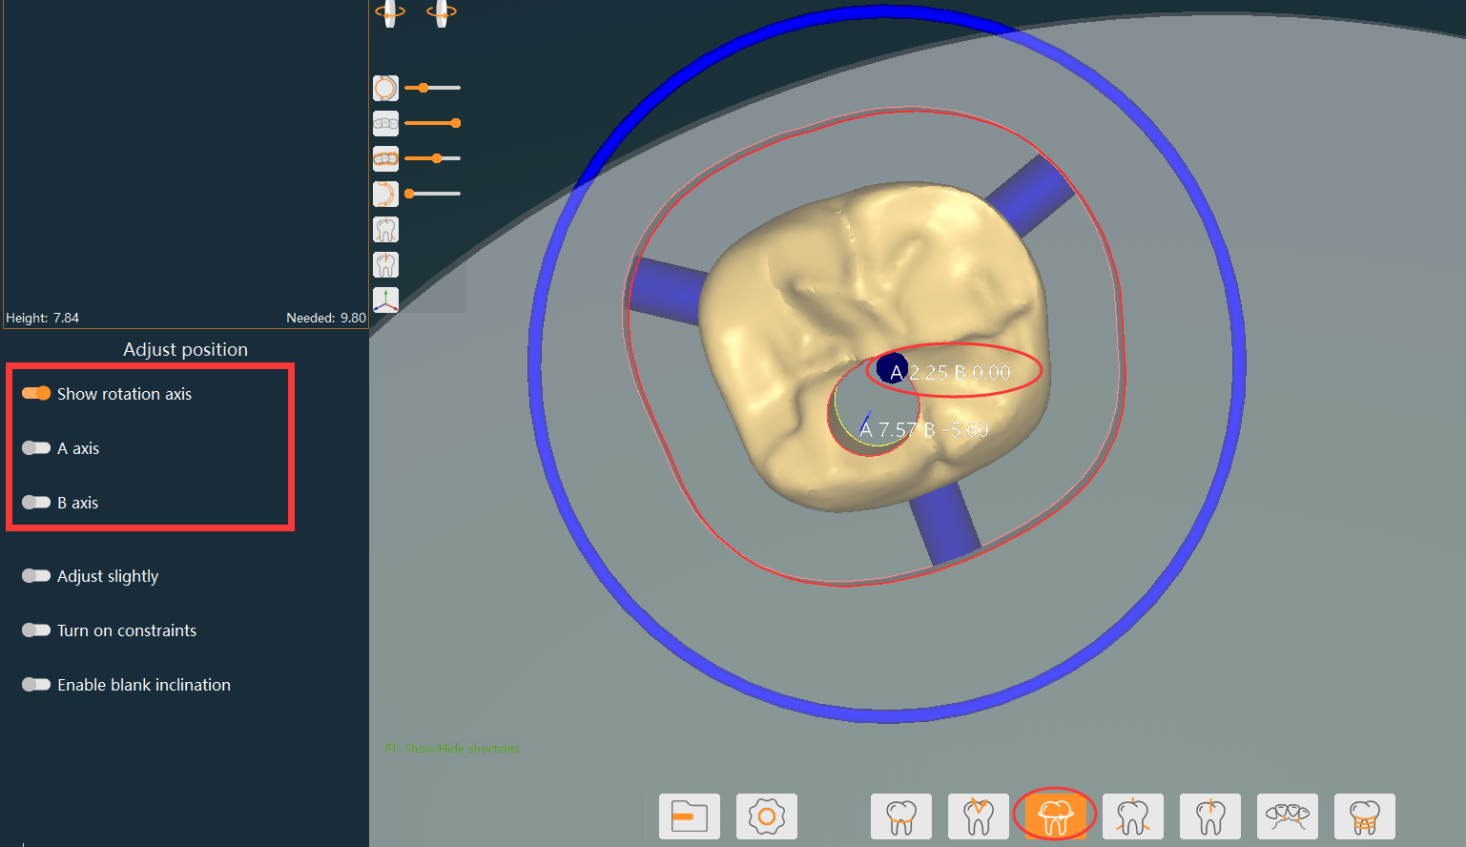 Height: 7.84 Needed: 9.80
Adjust position
Show rotation axis
A axis
B axis
Adjust slightly
Turn on constraints
Enable blank inclination
A 2.25 B 0.00
A 7.57 B -5.60
F1: Show/Hide shortcuts